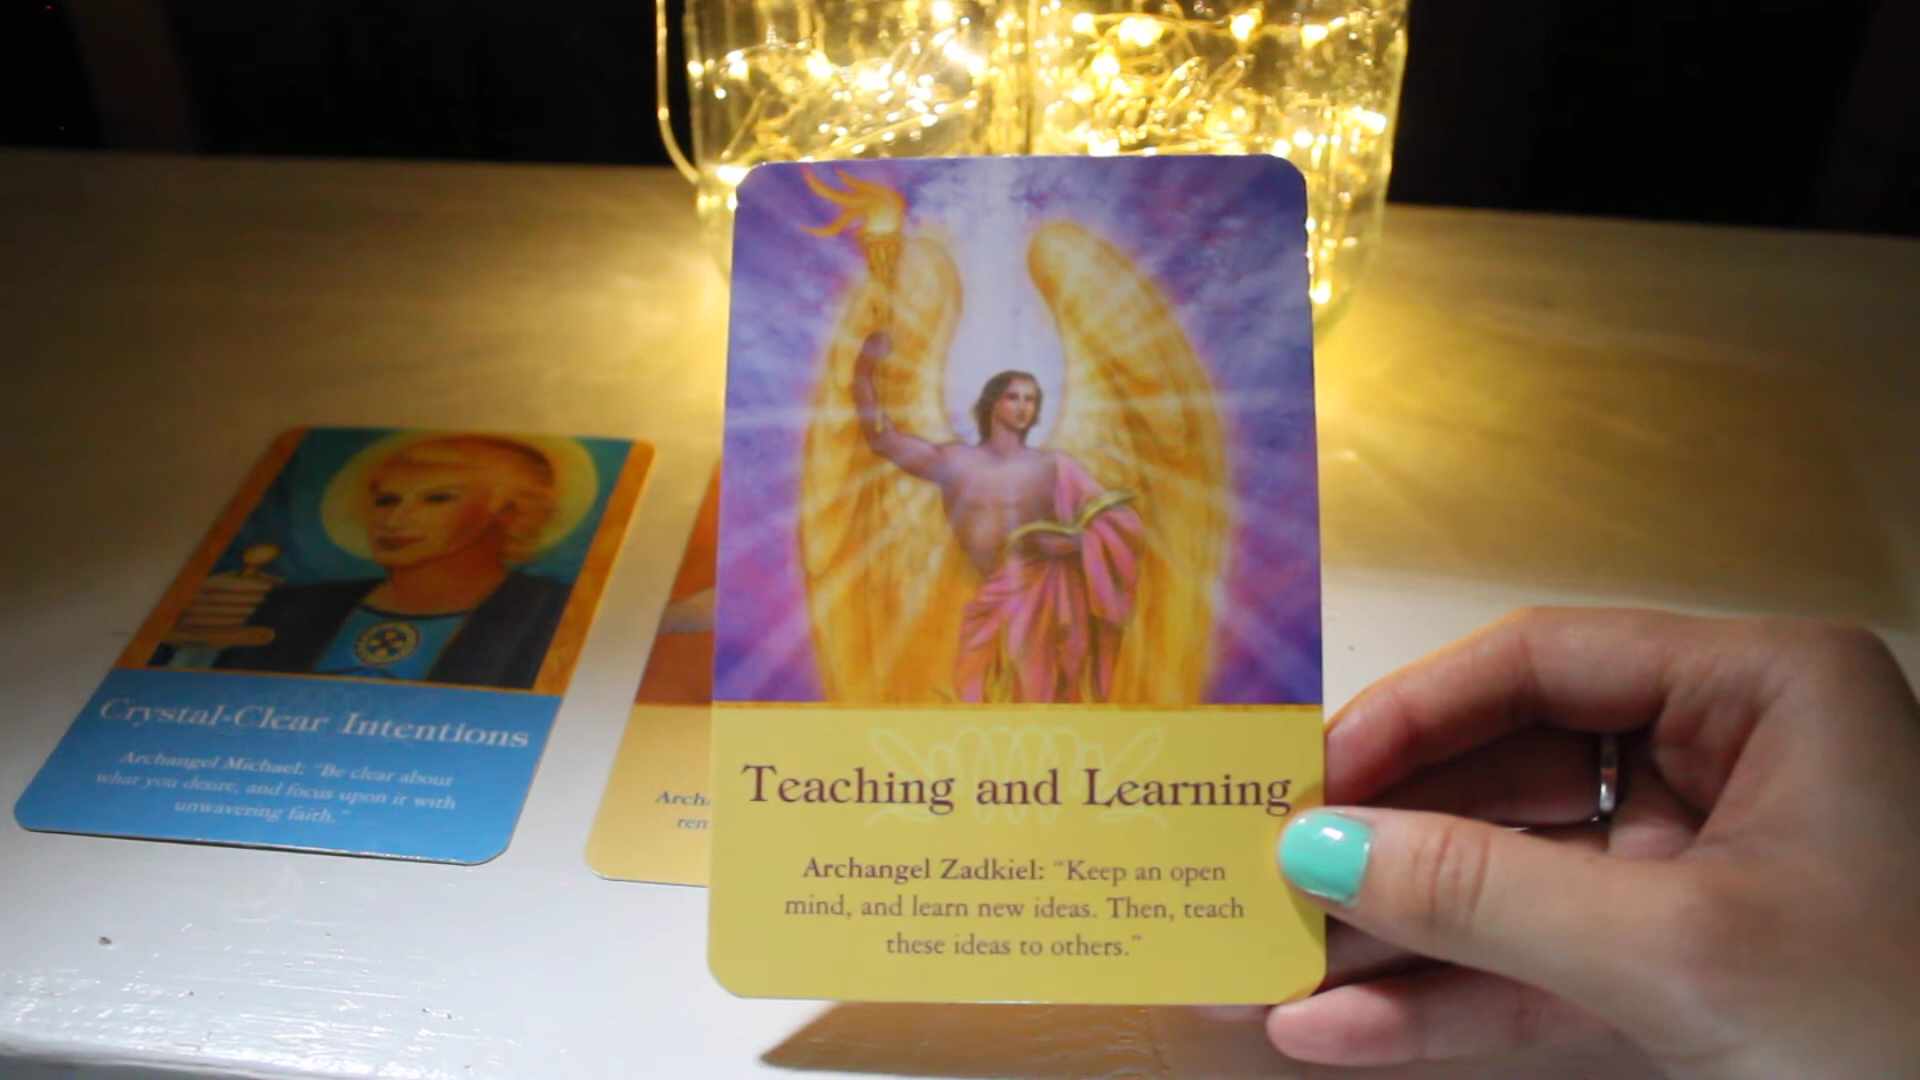 Crystal-Clear Intentions
Archangel Michael: "Be clear about
what you desire, and focus upon it with
unwavering faith."
Teaching and Learning
Archangel Zadkiel: "Keep an open
mind, and learn new ideas. Then, teach
these ideas to others."